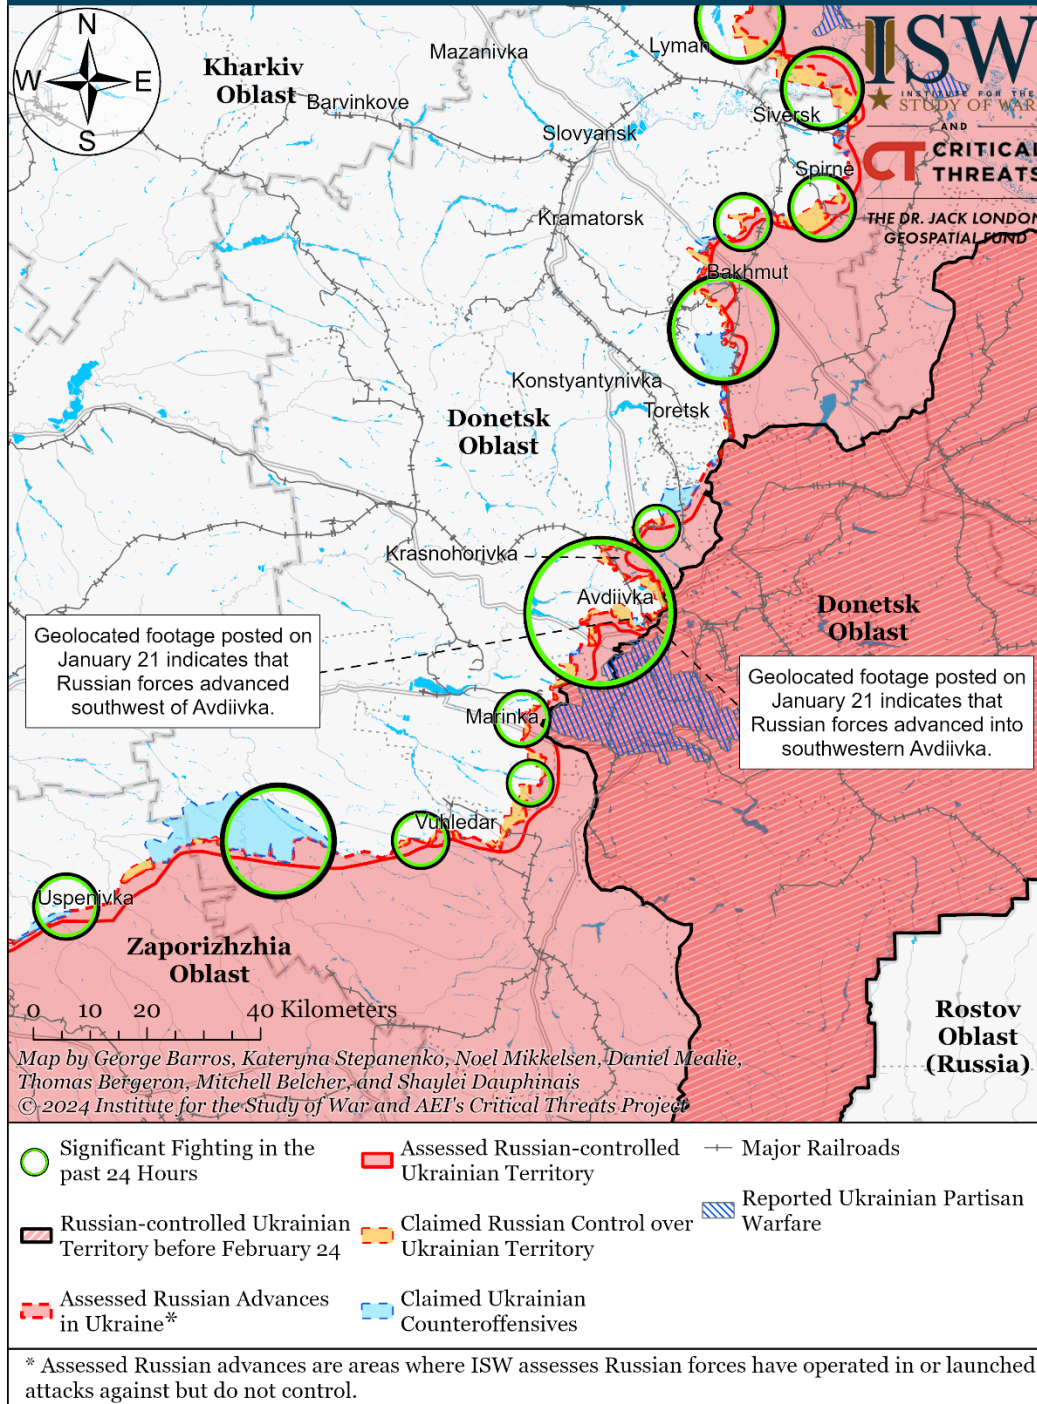 N
W
E
S
Kharkiv
Oblast
Mazanivka
Lyman
Barvinkove
Slovyansk
Siversk
Spirne
Kramatorsk
Bakhmut
ISW
INSTITUTE FOR THE
STUDY OF WAR
AND
CT CRITICAL
THREATS
THE DR. JACK LONDON
GEOSPATIAL FUND
Konstyantynivka
Toretsk
Donetsk
Oblast
Krasnohorivka
Avdiivka
Donetsk
Oblast
Geolocated footage posted on
January 21 indicates that
Russian forces advanced
southwest of Avdiivka.
Geolocated footage posted on
January 21 indicates that
Russian forces advanced into
southwestern Avdiivka.
Marinka
Vuhledar
Uspenivka
Zaporizhzhia
Oblast
Rostov
Oblast
(Russia)
0 10 20 40 Kilometers
Map by George Barros, Kateryna Stepanenko, Noel Mikkelsen, Daniel Mealie,
Thomas Bergeron, Mitchell Belcher, and Shaylei Dauphinais
© 2024 Institute for the Study of War and AEI's Critical Threats Project
Significant Fighting in the
past 24 Hours
Russian-controlled Ukrainian
Territory before February 24
Assessed Russian Advances
in Ukraine*
Assessed Russian-controlled
Ukrainian Territory
Claimed Russian Control over
Ukrainian Territory
Claimed Ukrainian
Counteroffensives
Major Railroads
Reported Ukrainian Partisan
Warfare
* Assessed Russian advances are areas where ISW assesses Russian forces have operated in or launched
attacks against but do not control.